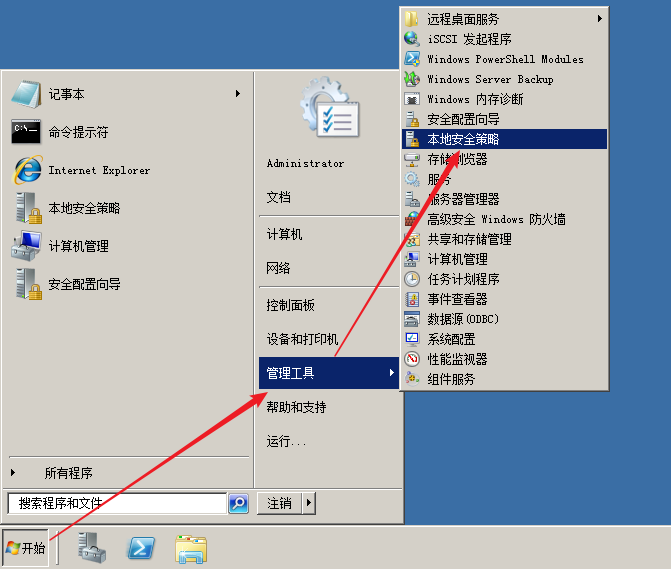 远程桌面服务
iSCSI 发起程序
Windows PowerShell Modules
Windows Server Backup
Windows 内存诊断
安全配置向导
本地安全策略
存储浏览器
服务
服务器管理器
高级安全 Windows 防火墙
共享和存储管理
计算机管理
任务计划程序
事件查看器
数据源(ODBC)
系统配置
性能监视器
组件服务
记事本
C:\_
命令提示符
Internet Explorer
本地安全策略
计算机管理
安全配置向导
所有程序
搜索程序和文件
Administrator
文档
计算机
网络
控制面板
设备和打印机
管理工具
帮助和支持
运行...
注销
开始